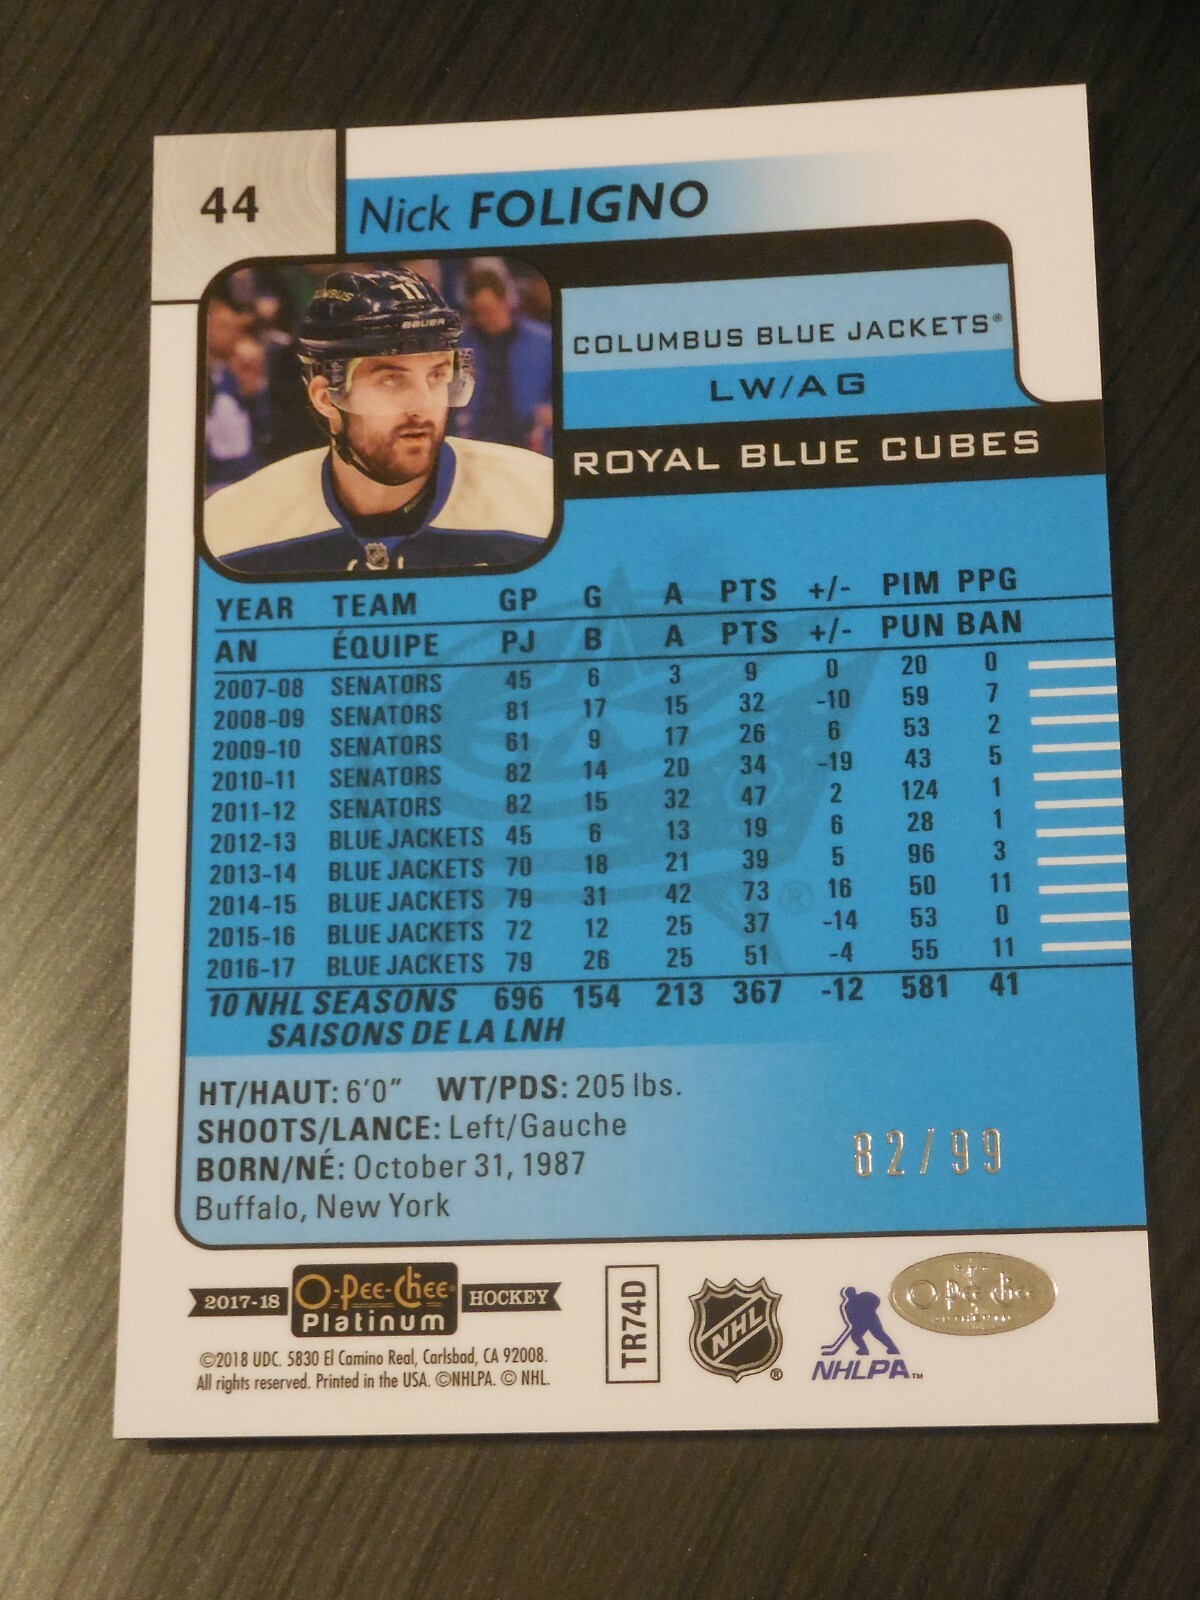 44
Nick FOLIGNO
COLUMBUS BLUE JACKETS®
LW/AG
ROYAL BLUE CUBES
YEAR TEAM GP G A PTS +/- PIM PPG
AN ÉQUIPE PJ B A PTS +/- PUN BAN
2007-08 SENATORS 45 6 3 9 0 20 0
2008-09 SENATORS 81 17 15 32 -10 59 7
2009-10 SENATORS 61 9 17 26 6 53 2
2010-11 SENATORS 82 14 20 34 -19 43 5
2011-12 SENATORS 82 15 32 47 2 124 1
2012-13 BLUE JACKETS 45 6 13 19 6 28 1
2013-14 BLUE JACKETS 70 18 21 39 5 96 3
2014-15 BLUE JACKETS 79 31 42 73 16 50 11
2015-16 BLUE JACKETS 72 12 25 37 -14 53 0
2016-17 BLUE JACKETS 79 26 25 51 -4 55 11
10 NHL SEASONS 696 154 213 367 -12 581 41
SAISONS DE LA LNH
HT/HAUT: 6'0" WT/PDS: 205 lbs.
SHOOTS/LANCE: Left/Gauche
BORN/NÉ: October 31, 1987
Buffalo, New York
82/99
2017-18 O-Pee-Chee Platinum HOCKEY
©2018 UDC. 5830 El Camino Real, Carlsbad, CA 92008.
All rights reserved. Printed in the USA. ©NHLPA. © NHL.
TR74D
NHL®
NHLPA™
O-Pee-Chee
BAUER